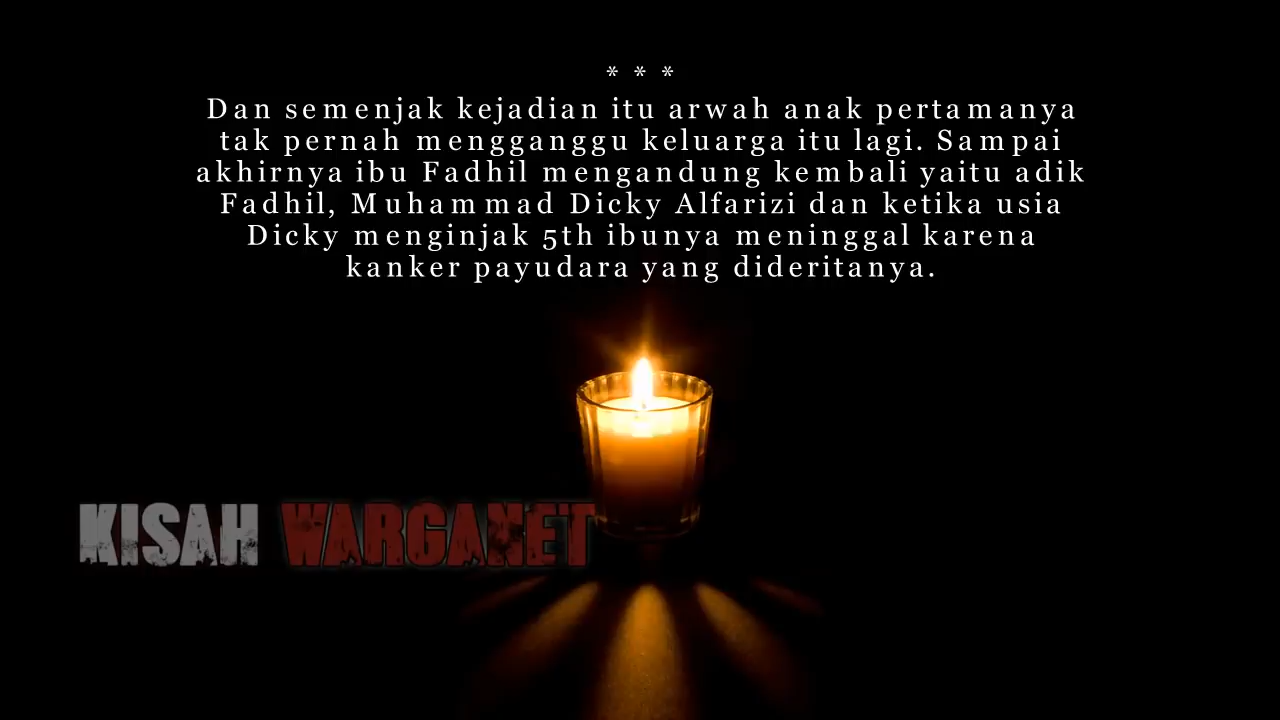 * * *
Dan semenjak kejadian itu arwah anak pertamanya
tak pernah mengganggu keluarga itu lagi. Sampai
akhirnya ibu Fadhil mengandung kembali yaitu adik
Fadhil, Muhammad Dicky Alfarizi dan ketika usia
Dicky menginjak 5th ibunya meninggal karena
kanker payudara yang dideritanya.
KISAH WARGANET